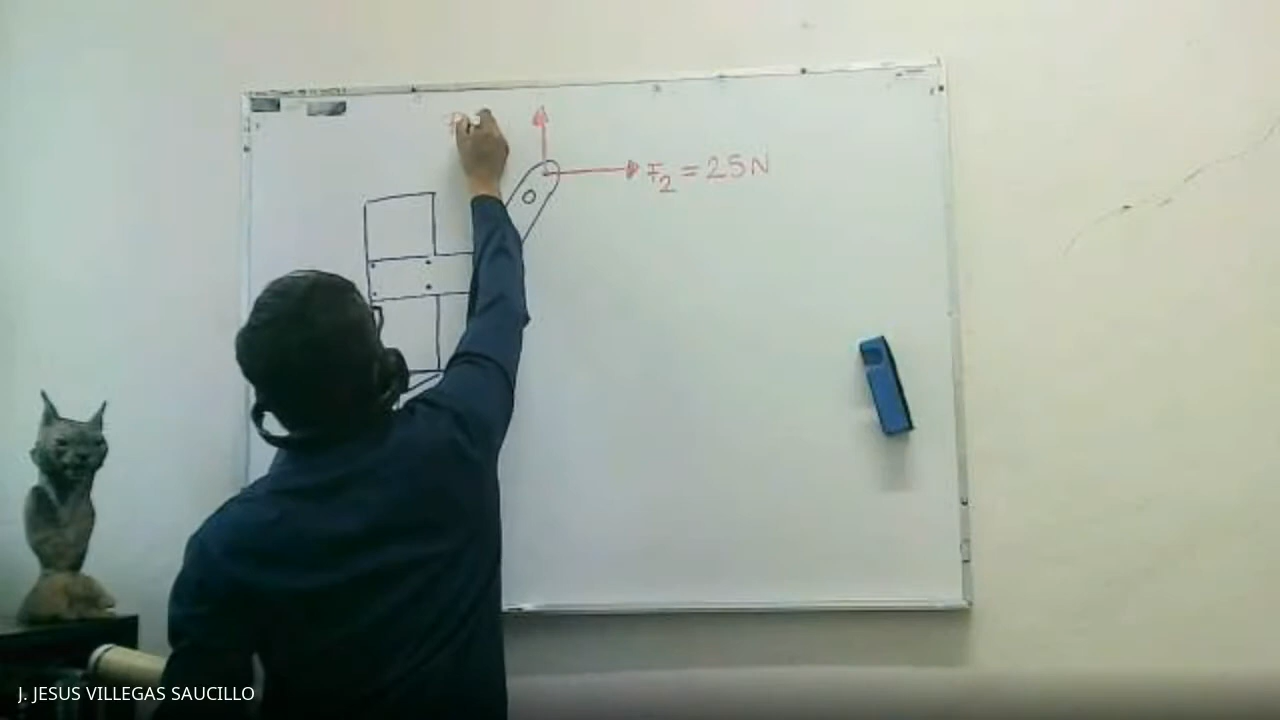 F₂ = 25N
J. JESUS VILLEGAS SAUCILLO